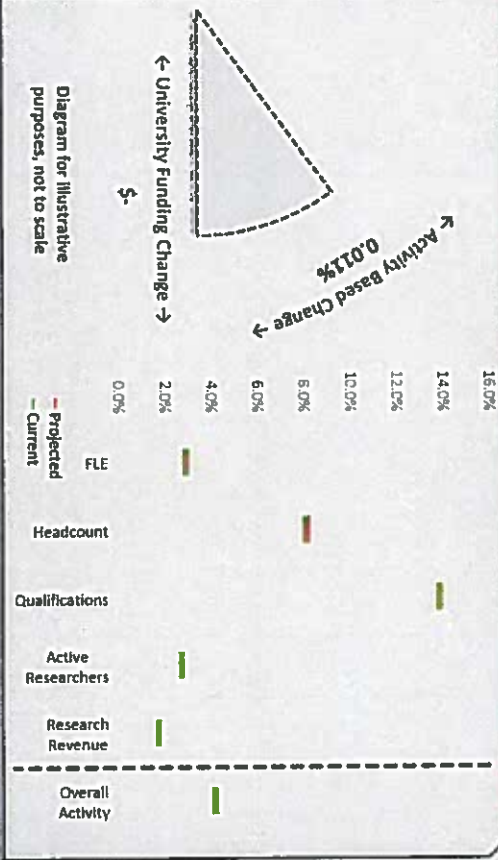 ← University Funding Change →
$-
↖ Activity Based Change →
0.011%
Diagram for illustrative
purposes, not to scale
16.0%
14.0%
12.0%
10.0%
8.0%
6.0%
4.0%
2.0%
0.0%
Projected
Current
FLE
Headcount
Qualifications
Active
Researchers
Research
Revenue
Overall
Activity